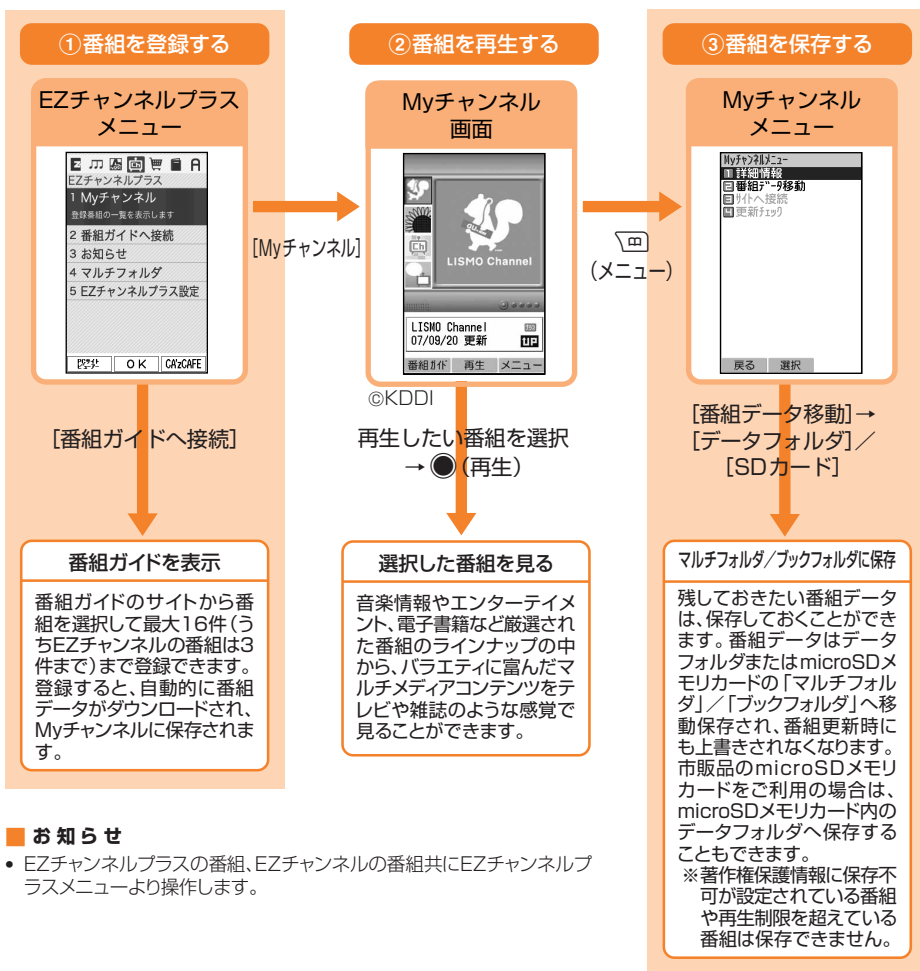 ①番組を登録する
EZチャンネルプラス
メニュー
EZチャンネルプラス
1 Myチャンネル
登録番組の一覧を表示します
2 番組ガイドへ接続
3 お知らせ
4 マルチフォルダ
5 EZチャンネルプラス設定
OK
CA'zCAFE
[番組ガイドへ接続]
番組ガイドを表示
番組ガイドのサイトから番
組を選択して最大16件(う
ちEZチャンネルの番組は3
件まで)まで登録できます。
登録すると、自動的に番組
データがダウンロードされ、
Myチャンネルに保存されま
す。
[Myチャンネル]
②番組を再生する
Myチャンネル
画面
LISMO Channel
LISMO Channel
07/09/20 更新
UP
番組ガイド 再生 メニュー
©KDDI
再生したい番組を選択
→◉(再生)
選択した番組を見る
音楽情報やエンターテイメ
ント、電子書籍など厳選され
た番組のラインナップの中
から、バラエティに富んだマ
ルチメディアコンテンツをテ
レビや雑誌のような感覚で
見ることができます。
(メニュー)
③番組を保存する
Myチャンネル
メニュー
Myチャンネルメニュー
1 詳細情報
2 番組データ移動
3 サイトへ接続
4 更新チェック
戻る 選択
[番組データ移動]→
[データフォルダ]/
[SDカード]
マルチフォルダ/ブックフォルダに保存
残しておきたい番組データ
は、保存しておくことができ
ます。番組データはデータ
フォルダまたはmicroSDメ
モリカードの「マルチフォル
ダ」/「ブックフォルダ」へ移
動保存され、番組更新時に
も上書きされなくなります。
市販品のmicroSDメモリ
カードをご利用の場合は、
microSDメモリカード内の
データフォルダへ保存する
こともできます。
※著作権保護情報に保存不
可が設定されている番組
や再生制限を超えている
番組は保存できません。
■お知らせ
• EZチャンネルプラスの番組、EZチャンネルの番組共にEZチャンネルプ
ラスメニューより操作します。